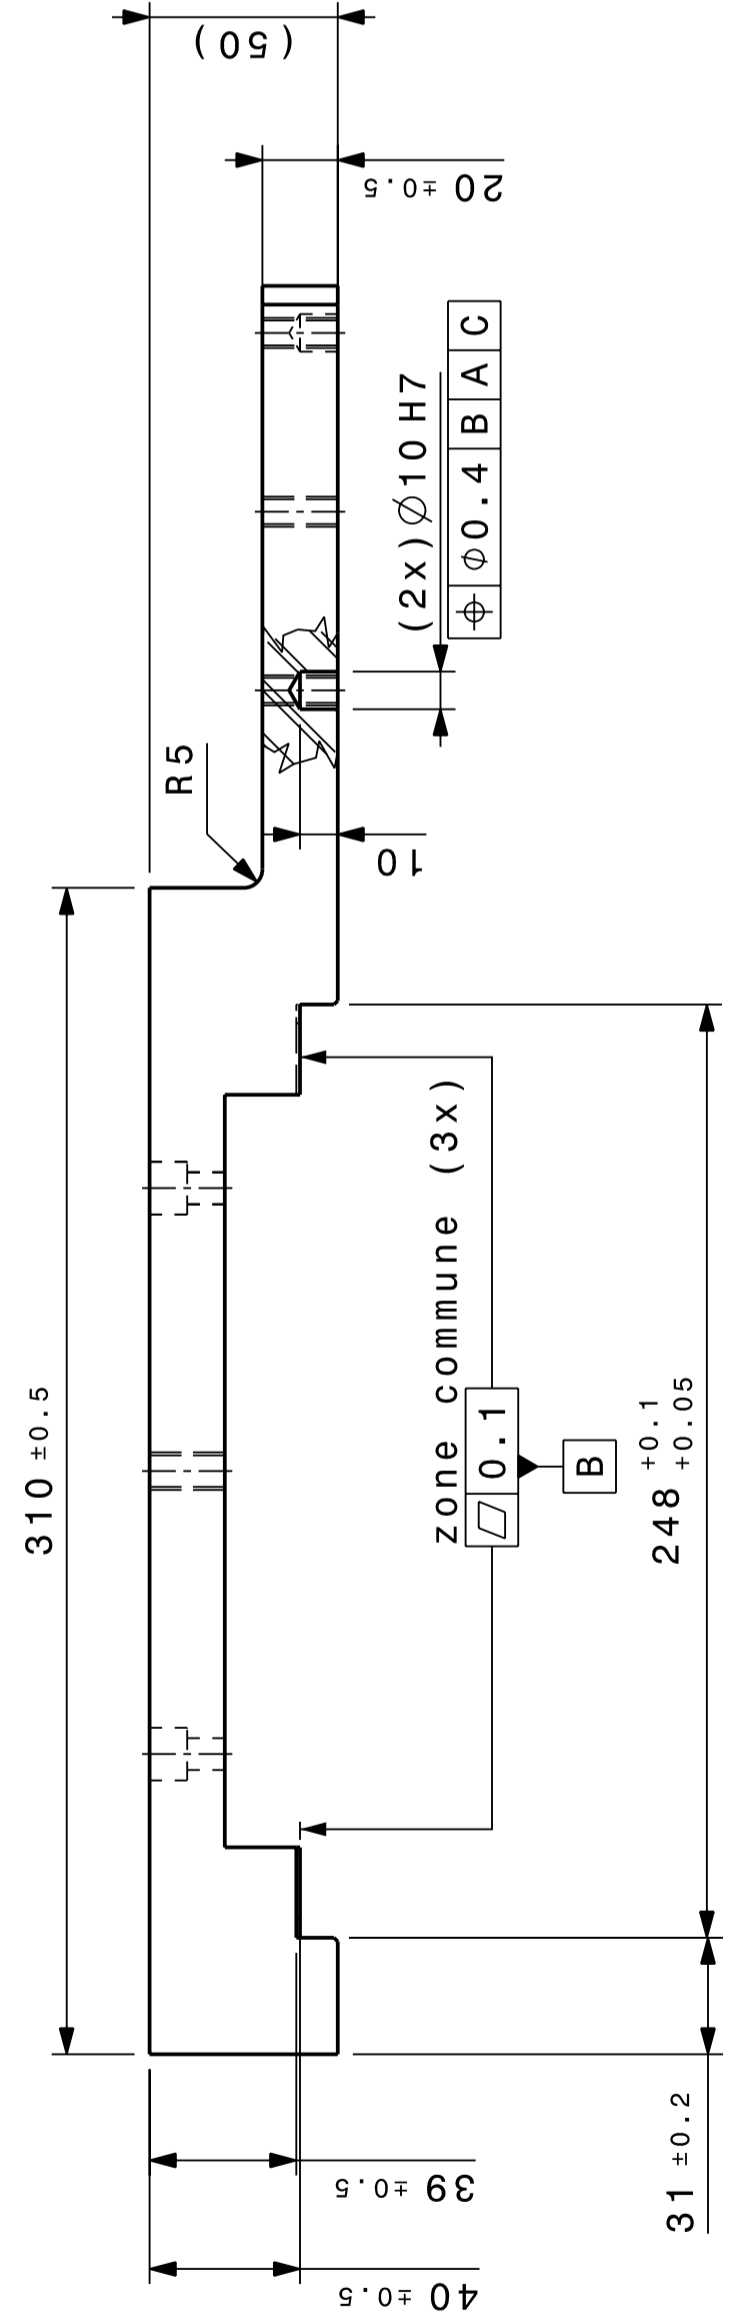 (50)
20 ±0.5
(2x) ⌀10 H7
⌖ ⌀0.4 B A C
R5
10
310 ±0.5
zone commune (3x)
⏥ 0.1
B
248 +0.1
+0.05
39 ±0.5
40 ±0.5
31 ±0.2